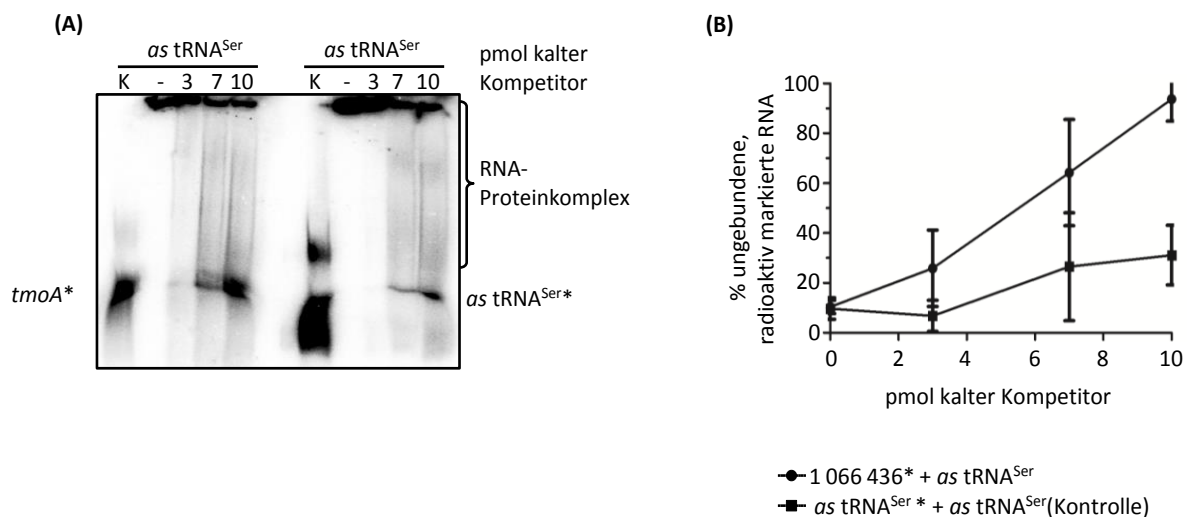 (A)
as tRNASer as tRNASer pmol kalter
K - 3 7 10 K - 3 7 10 Kompetitor
RNA-
Proteinkomplex
tmoA* as tRNASer*
(B)
% ungebundene,
radioaktiv markierte RNA
100
80
60
40
20
0
0 2 4 6 8 10
pmol kalter Kompetitor
1 066 436* + as tRNASer
as tRNASer * + as tRNASer(Kontrolle)